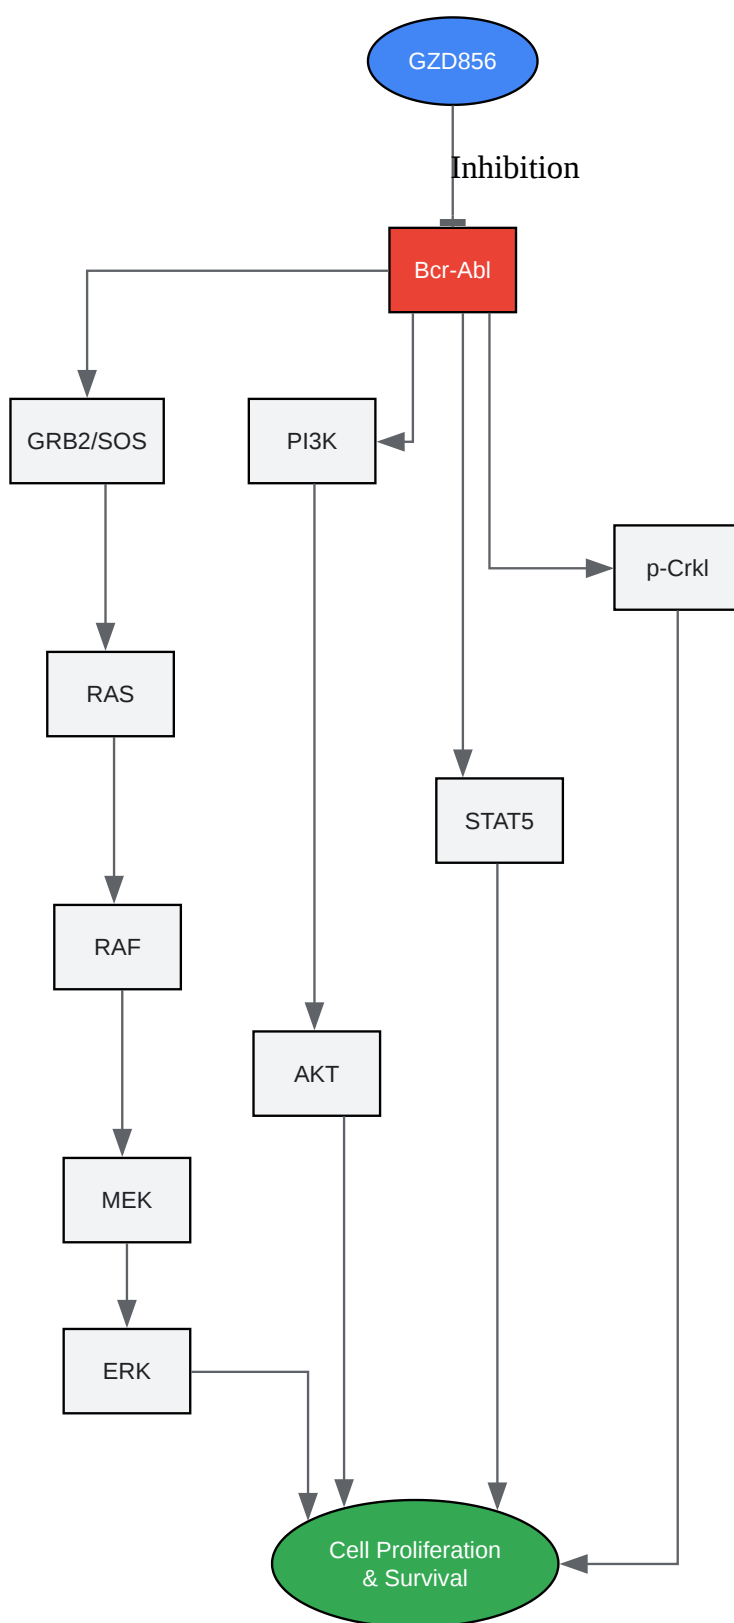 GZD856
Inhibition
Bcr-Abl
GRB2/SOS
PI3K
p-Crkl
RAS
STAT5
RAF
AKT
MEK
ERK
Cell Proliferation
& Survival